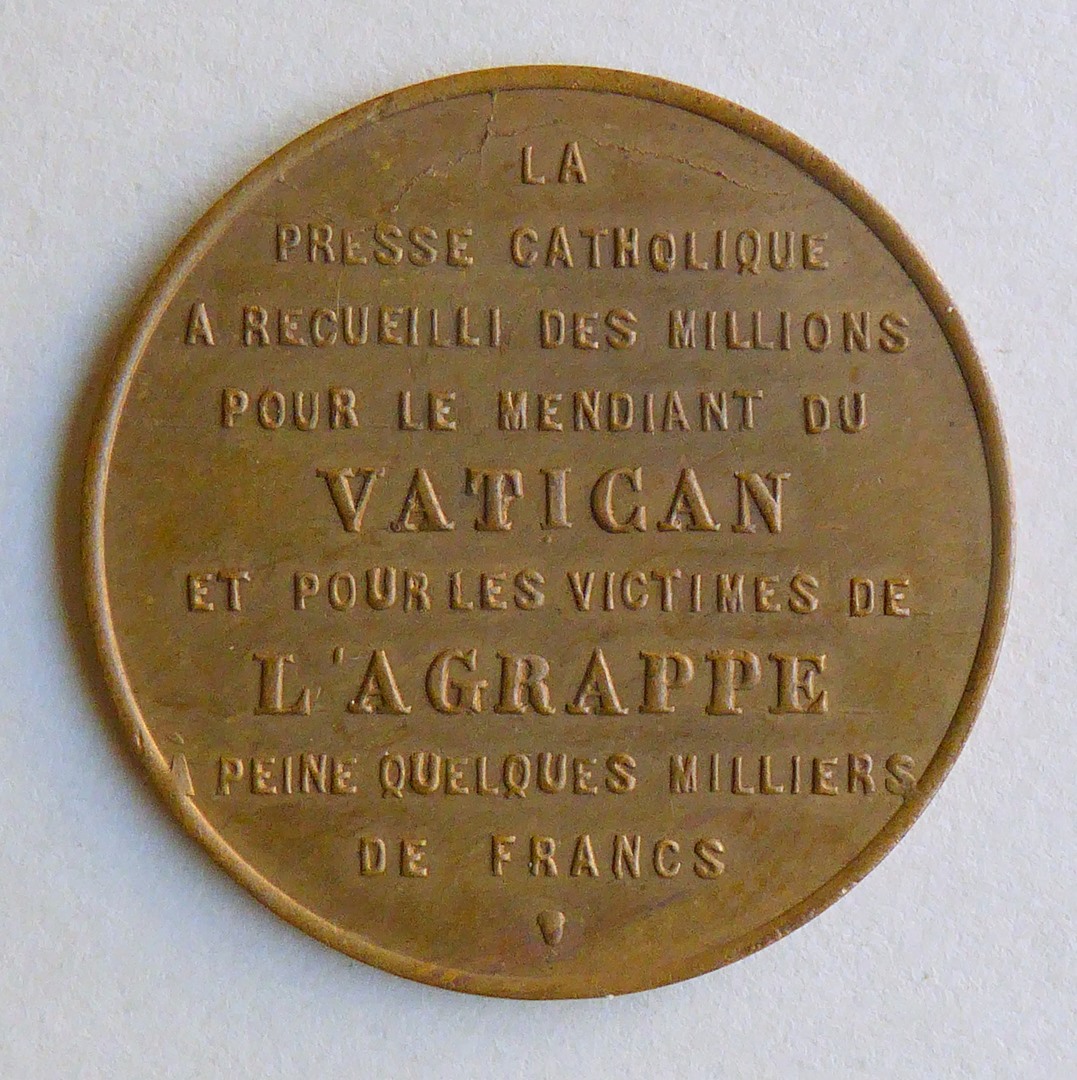 LA
PRESSE CATHOLIQUE
A RECUEILLI DES MILLIONS
POUR LE MENDIANT DU
VATICAN
ET POUR LES VICTIMES DE
L'AGRAPPE
À PEINE QUELQUES MILLIERS
DE FRANCS